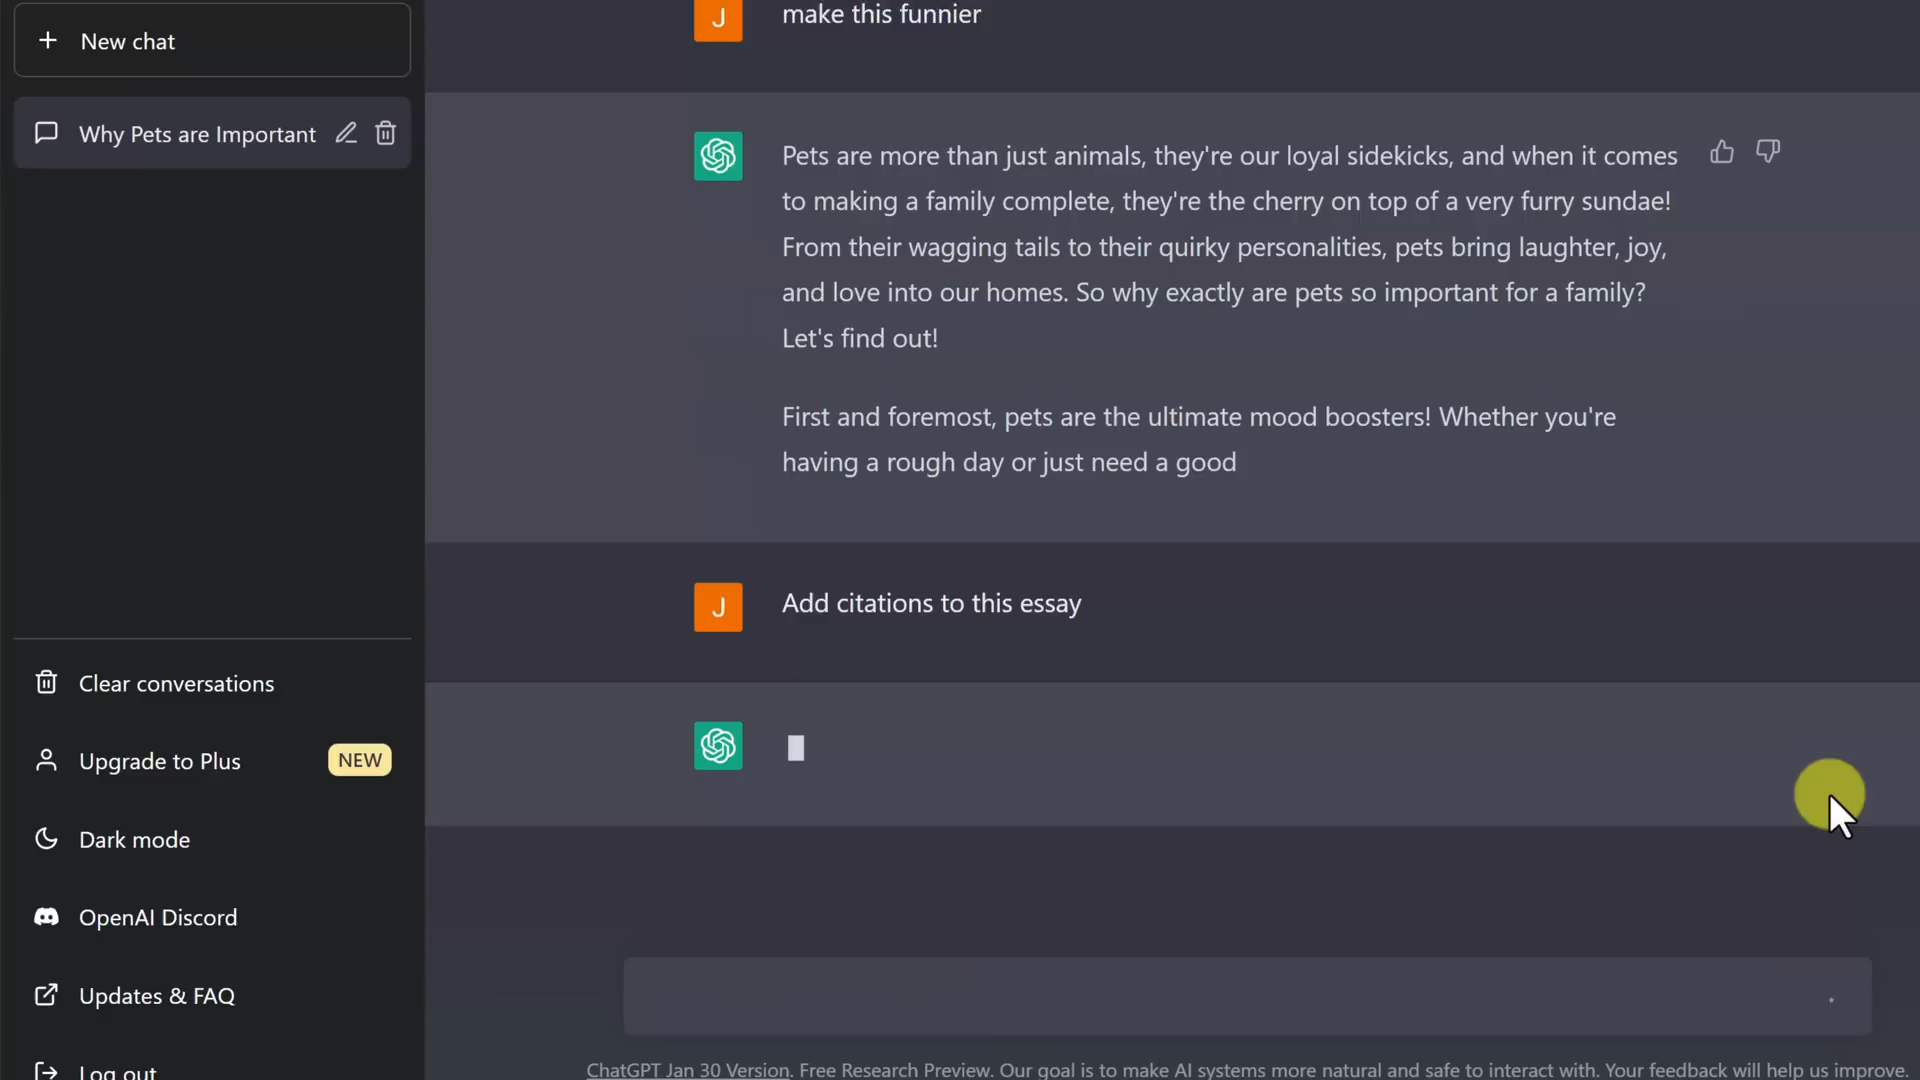 New chat
Why Pets are Important
Clear conversations
Upgrade to Plus
NEW
Dark mode
OpenAI Discord
Updates & FAQ
Log out
J
make this funnier
Pets are more than just animals, they're our loyal sidekicks, and when it comes
to making a family complete, they're the cherry on top of a very furry sundae!
From their wagging tails to their quirky personalities, pets bring laughter, joy,
and love into our homes. So why exactly are pets so important for a family?
Let's find out!
First and foremost, pets are the ultimate mood boosters! Whether you're
having a rough day or just need a good
J
Add citations to this essay
ChatGPT Jan 30 Version. Free Research Preview. Our goal is to make AI systems more natural and safe to interact with. Your feedback will help us improve.